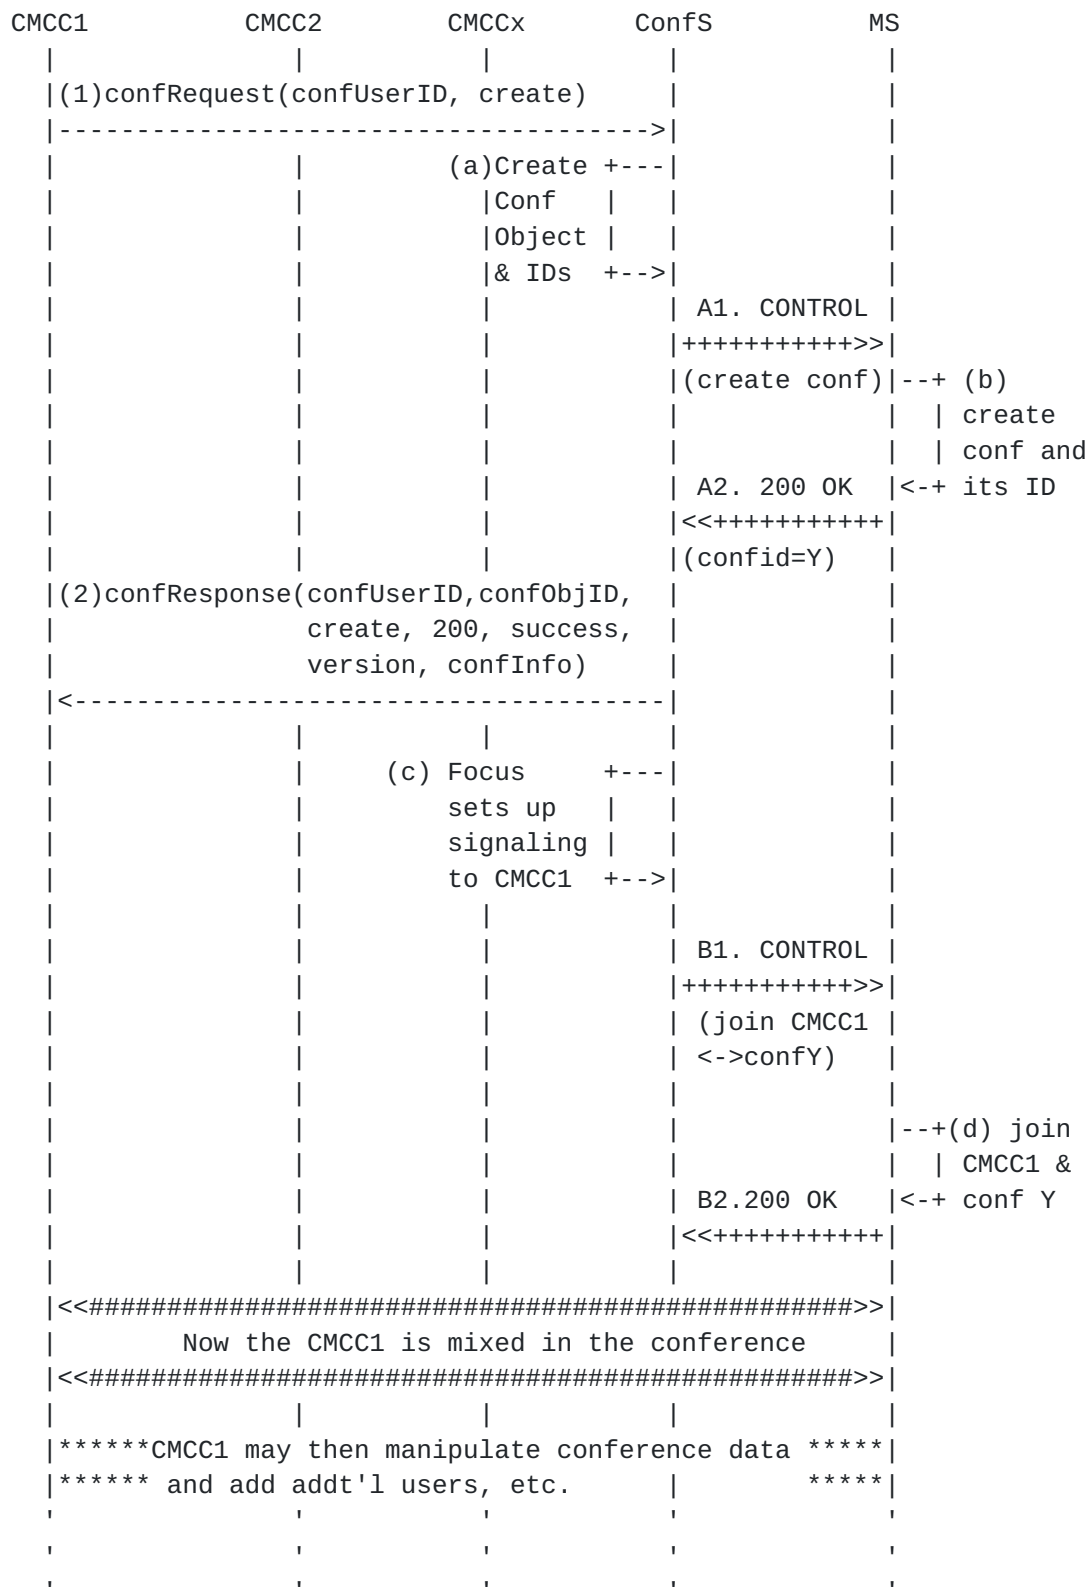 CMCC1          CMCC2        CMCCx         ConfS          MS
(1)confRequest(confUserID, create)
(a)Create
Conf
Object
& IDs
A1. CONTROL
(create conf)
(b)
create
conf and
A2. 200 OK
its ID
(confid=Y)
(2)confResponse(confUserID,confObjID,
create, 200, success,
version, confInfo)
(c) Focus
sets up
signaling
to CMCC1
B1. CONTROL
(join CMCC1
<->confY)
(d) join
CMCC1 &
B2.200 OK
conf Y
Now the CMCC1 is mixed in the conference
******CMCC1 may then manipulate conference data *****
****** and add addt'l users, etc.               *****